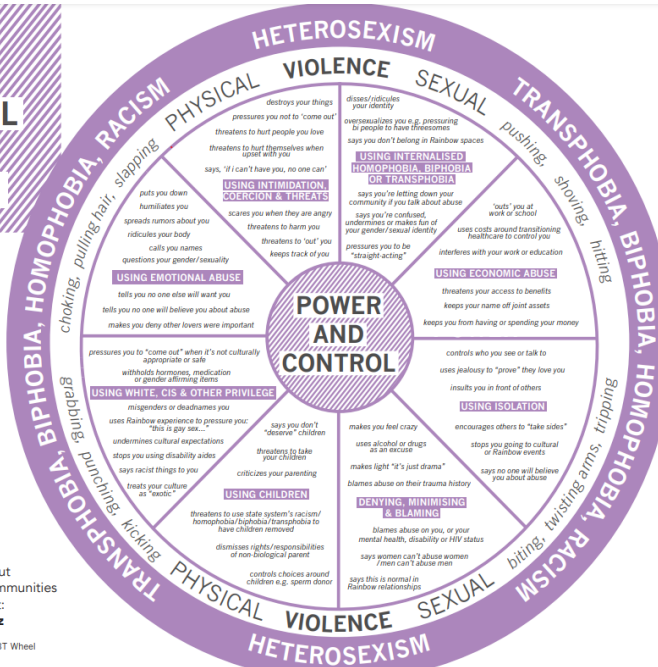 L
HETEROSEXISM
TRANSPHOBIA, BIPHOBIA, HOMOPHOBIA, RACISM
HETEROSEXISM
TRANSPHOBIA, BIPHOBIA, HOMOPHOBIA, RACISM
PHYSICAL VIOLENCE SEXUAL
pushing, shoving, hitting
biting, twisting arms, tripping
PHYSICAL VIOLENCE SEXUAL
grabbing, punching, kicking
choking, pulling hair, slapping
POWER
AND
CONTROL
destroys your things
pressures you not to ‘come out’
threatens to hurt people you love
threatens to hurt themselves when
upset with you
says, ‘if i can’t have you, no one can’
USING INTIMIDATION,
COERCION & THREATS
scares you when they are angry
threatens to harm you
threatens to ‘out’ you
keeps track of you
disses/ridicules
your identity
oversexualizes you e.g. pressuring
bi people to have threesomes
says you don’t belong in Rainbow spaces
USING INTERNALISED
HOMOPHOBIA, BIPHOBIA
OR TRANSPHOBIA
says you’re letting down your
community if you talk about abuse
says you’re confused,
undermines or makes fun of
your gender/sexual identity
pressures you to be
“straight-acting”
‘outs’ you at
work or school
uses costs around transitioning
healthcare to control you
interferes with your work or education
USING ECONOMIC ABUSE
threatens your access to benefits
keeps your name off joint assets
keeps you from having or spending your money
controls who you see or talk to
uses jealousy to “prove” they love you
insults you in front of others
USING ISOLATION
encourages others to “take sides”
stops you going to cultural
or Rainbow events
says no one will believe
you about abuse
makes you feel crazy
uses alcohol or drugs
as an excuse
makes light “it’s just drama”
blames abuse on their trauma history
DENYING, MINIMISING
& BLAMING
blames abuse on you, or your
mental health, disability or HIV status
says women can’t abuse women
/men can’t abuse men
says this is normal in
Rainbow relationships
says you don’t
“deserve” children
threatens to take
your children
criticizes your parenting
USING CHILDREN
threatens to use state system’s racism/
homophobia/biphobia/transphobia to
have children removed
dismisses rights/responsibilities
of non-biological parent
controls choices around
children e.g. sperm donor
pressures you to “come out” when it’s not culturally
appropriate or safe
withholds hormones, medication
or gender affirming items
USING WHITE, CIS & OTHER PRIVILEGE
misgenders or deadnames you
uses Rainbow experience to pressure you:
“this is gay sex...”
undermines cultural expectations
stops you using disability aides
says racist things to you
treats your culture
as “exotic”
puts you down
humiliates you
spreads rumors about you
ridicules your body
calls you names
questions your gender/sexuality
USING EMOTIONAL ABUSE
tells you no one else will want you
tells you no one will believe you about abuse
makes you deny other lovers were important
ut
mmunities
t:
z
BT Wheel